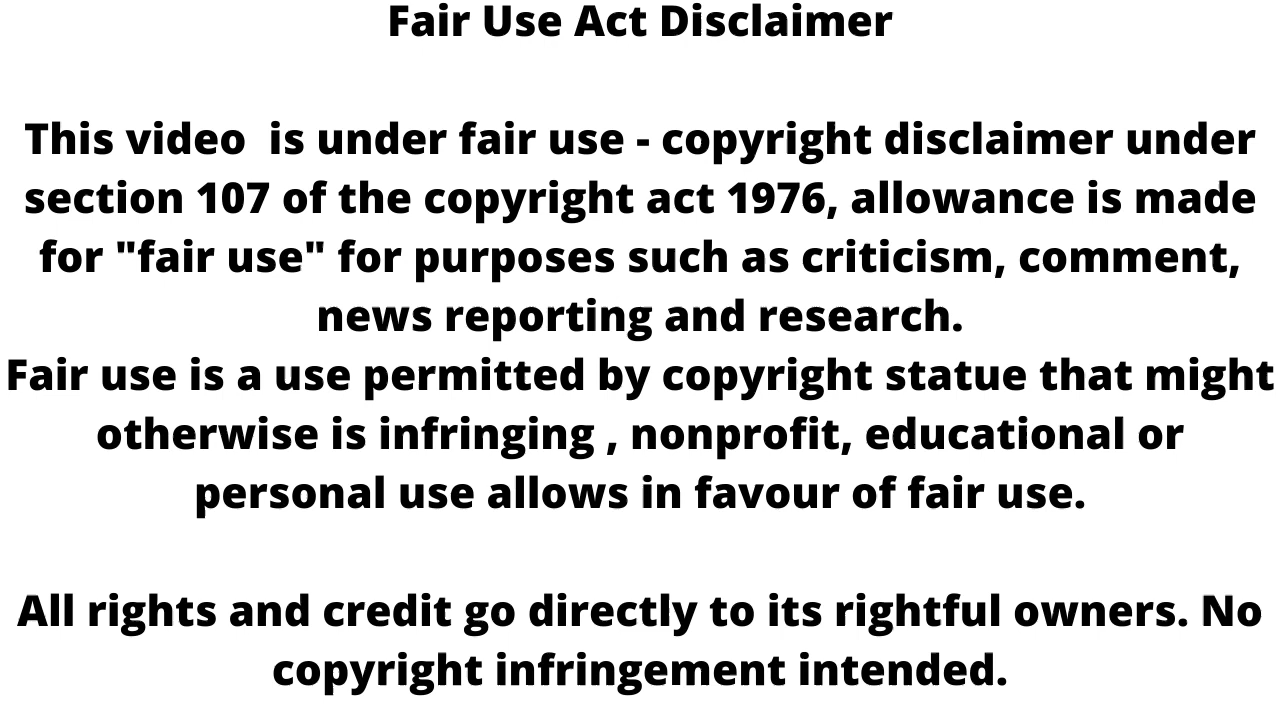 Fair Use Act Disclaimer
This video  is under fair use - copyright disclaimer under
section 107 of the copyright act 1976, allowance is made
for "fair use" for purposes such as criticism, comment,
news reporting and research.
Fair use is a use permitted by copyright statue that might
otherwise is infringing , nonprofit, educational or
personal use allows in favour of fair use.
All rights and credit go directly to its rightful owners. No
copyright infringement intended.